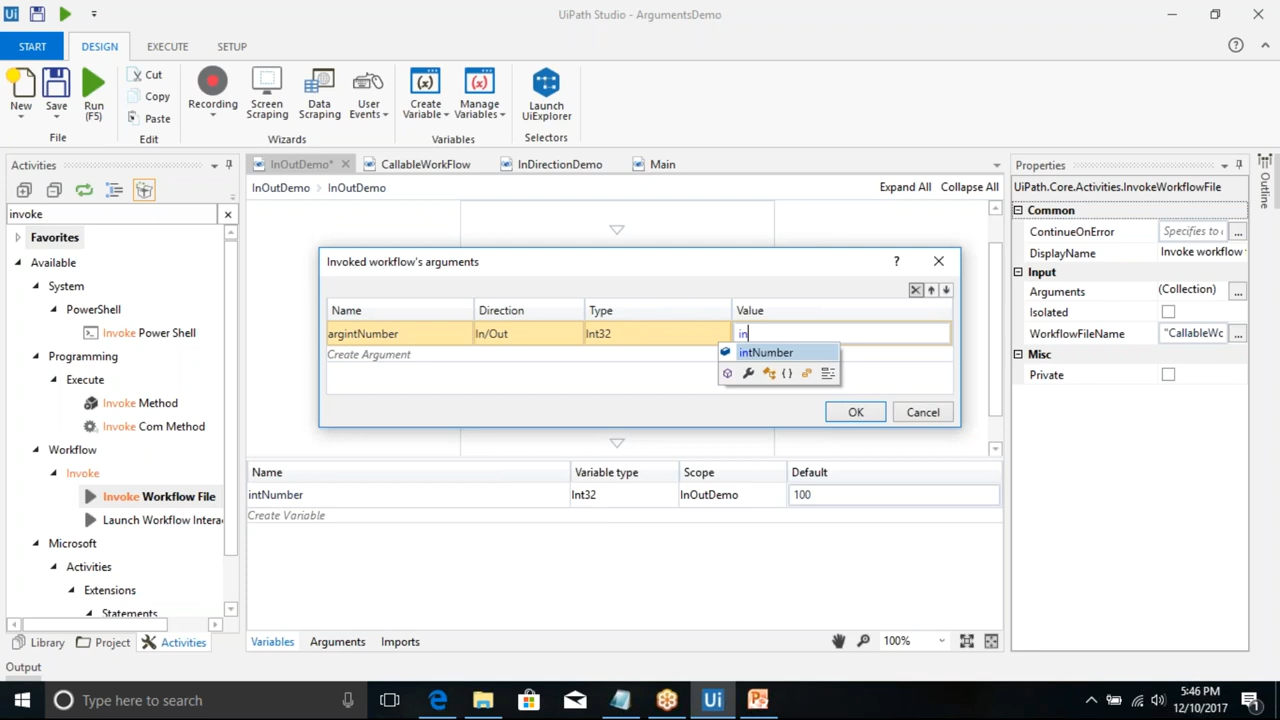 Ui
UiPath Studio - ArgumentsDemo
START
DESIGN
EXECUTE
SETUP
New
Save
Run
(F5)
Cut
Copy
Paste
Recording
Screen
Scraping
Data
Scraping
User
Events
Create
Variable
Manage
Variables
Launch
UiExplorer
File
Edit
Wizards
Variables
Selectors
Activities
InOutDemo*
CallableWorkFlow
InDirectionDemo
Main
Properties
Outline
InOutDemo
InOutDemo
Expand All
Collapse All
UiPath.Core.Activities.InvokeWorkflowFile
invoke
Favorites
Available
System
PowerShell
Invoke Power Shell
Programming
Execute
Invoke Method
Invoke Com Method
Workflow
Invoke
Invoke Workflow File
Launch Workflow Intera
Microsoft
Activities
Extensions
Statements
Invoked workflow's arguments
?
Name
Direction
Type
Value
argintNumber
In/Out
Int32
in
intNumber
Create Argument
OK
Cancel
Name
Variable type
Scope
Default
intNumber
Int32
InOutDemo
100
Create Variable
Common
ContinueOnError
Specifies to c
...
DisplayName
Invoke workflow
Input
Arguments
(Collection)
...
Isolated
WorkflowFileName
"CallableWc
...
Misc
Private
Library
Project
Activities
Variables
Arguments
Imports
100%
Output
Type here to search
Ui
5:46 PM
12/10/2017
1